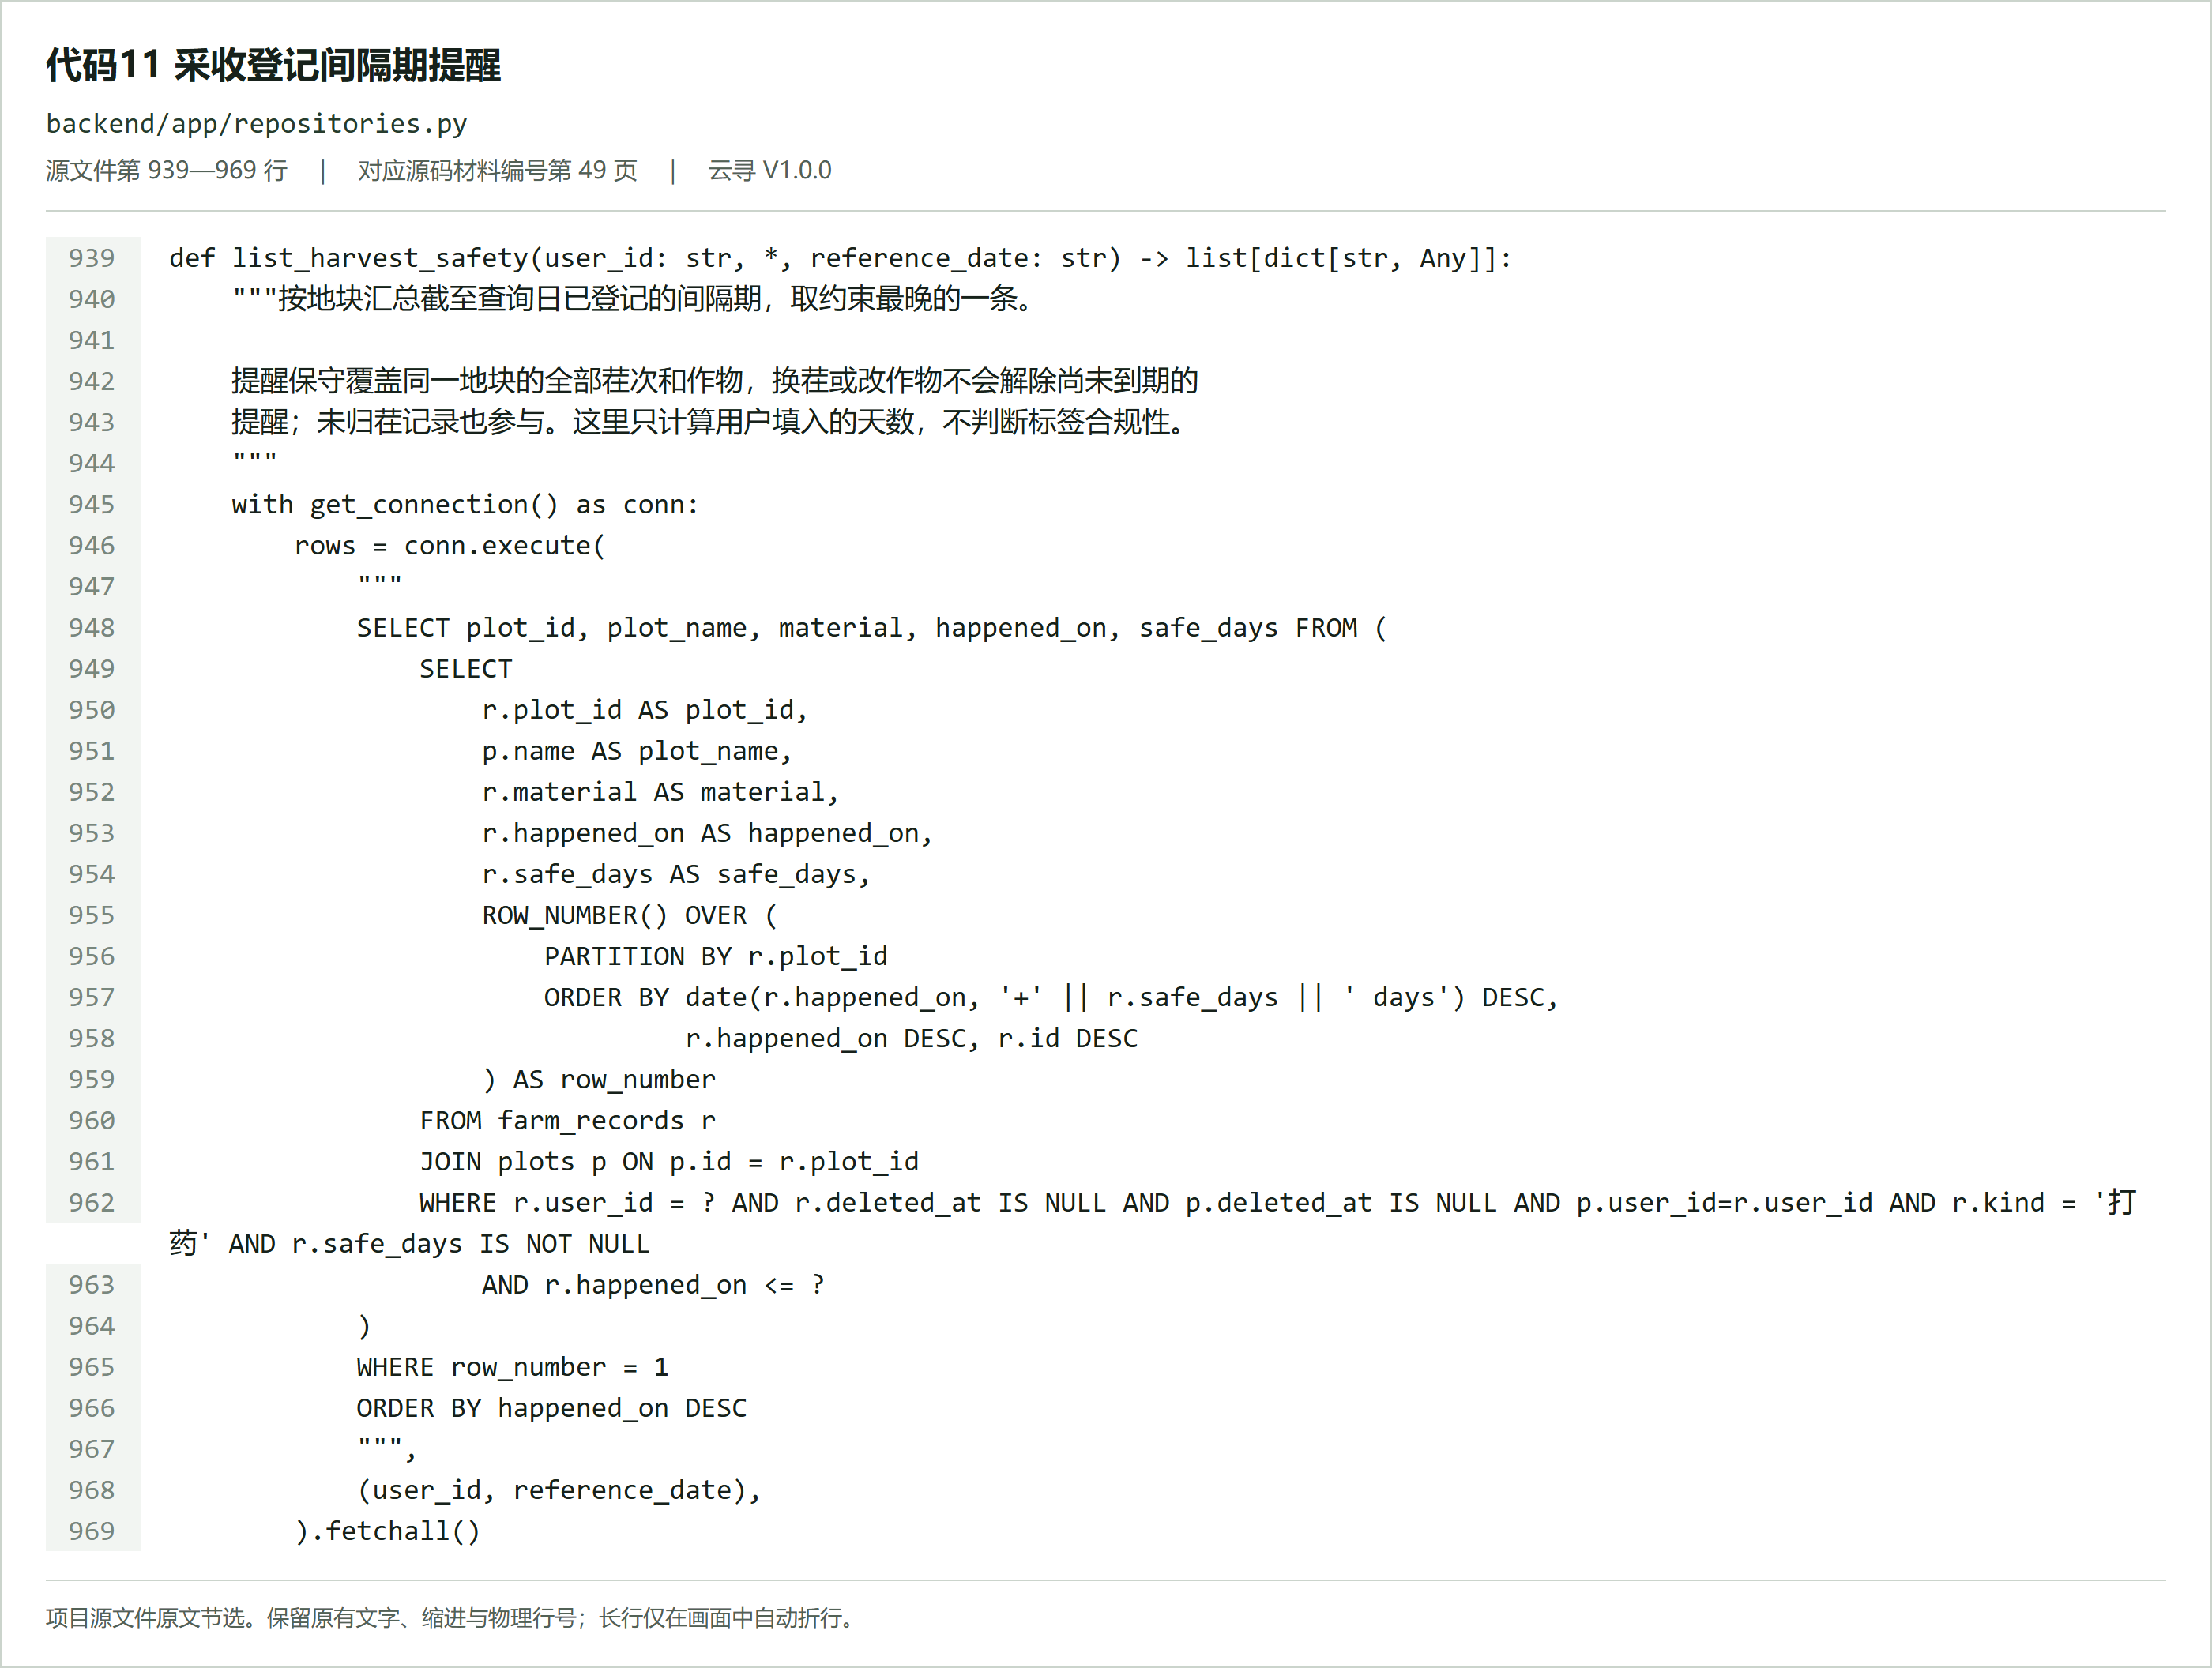 代码11 采收登记间隔期提醒
backend/app/repositories.py
源文件第 939—969 行 | 对应源码材料编号第 49 页 | 云寻 V1.0.0
939 def list_harvest_safety(user_id: str, *, reference_date: str) -> list[dict[str, Any]]:
940     """按地块汇总截至查询日已登记的间隔期，取约束最晚的一条。
941
942     提醒保守覆盖同一地块的全部茬次和作物，换茬或改作物不会解除尚未到期的
943     提醒；未归茬记录也参与。这里只计算用户填入的天数，不判断标签合规性。
944     """
945     with get_connection() as conn:
946         rows = conn.execute(
947             """
948             SELECT plot_id, plot_name, material, happened_on, safe_days FROM (
949                 SELECT
950                     r.plot_id AS plot_id,
951                     p.name AS plot_name,
952                     r.material AS material,
953                     r.happened_on AS happened_on,
954                     r.safe_days AS safe_days,
955                     ROW_NUMBER() OVER (
956                         PARTITION BY r.plot_id
957                         ORDER BY date(r.happened_on, '+' || r.safe_days || ' days') DESC,
958                                  r.happened_on DESC, r.id DESC
959                     ) AS row_number
960                 FROM farm_records r
961                 JOIN plots p ON p.id = r.plot_id
962                 WHERE r.user_id = ? AND r.deleted_at IS NULL AND p.deleted_at IS NULL AND p.user_id=r.user_id AND r.kind = '打
药' AND r.safe_days IS NOT NULL
963                     AND r.happened_on <= ?
964             )
965             WHERE row_number = 1
966             ORDER BY happened_on DESC
967             """,
968             (user_id, reference_date),
969         ).fetchall()
项目源文件原文节选。保留原有文字、缩进与物理行号；长行仅在画面中自动折行。